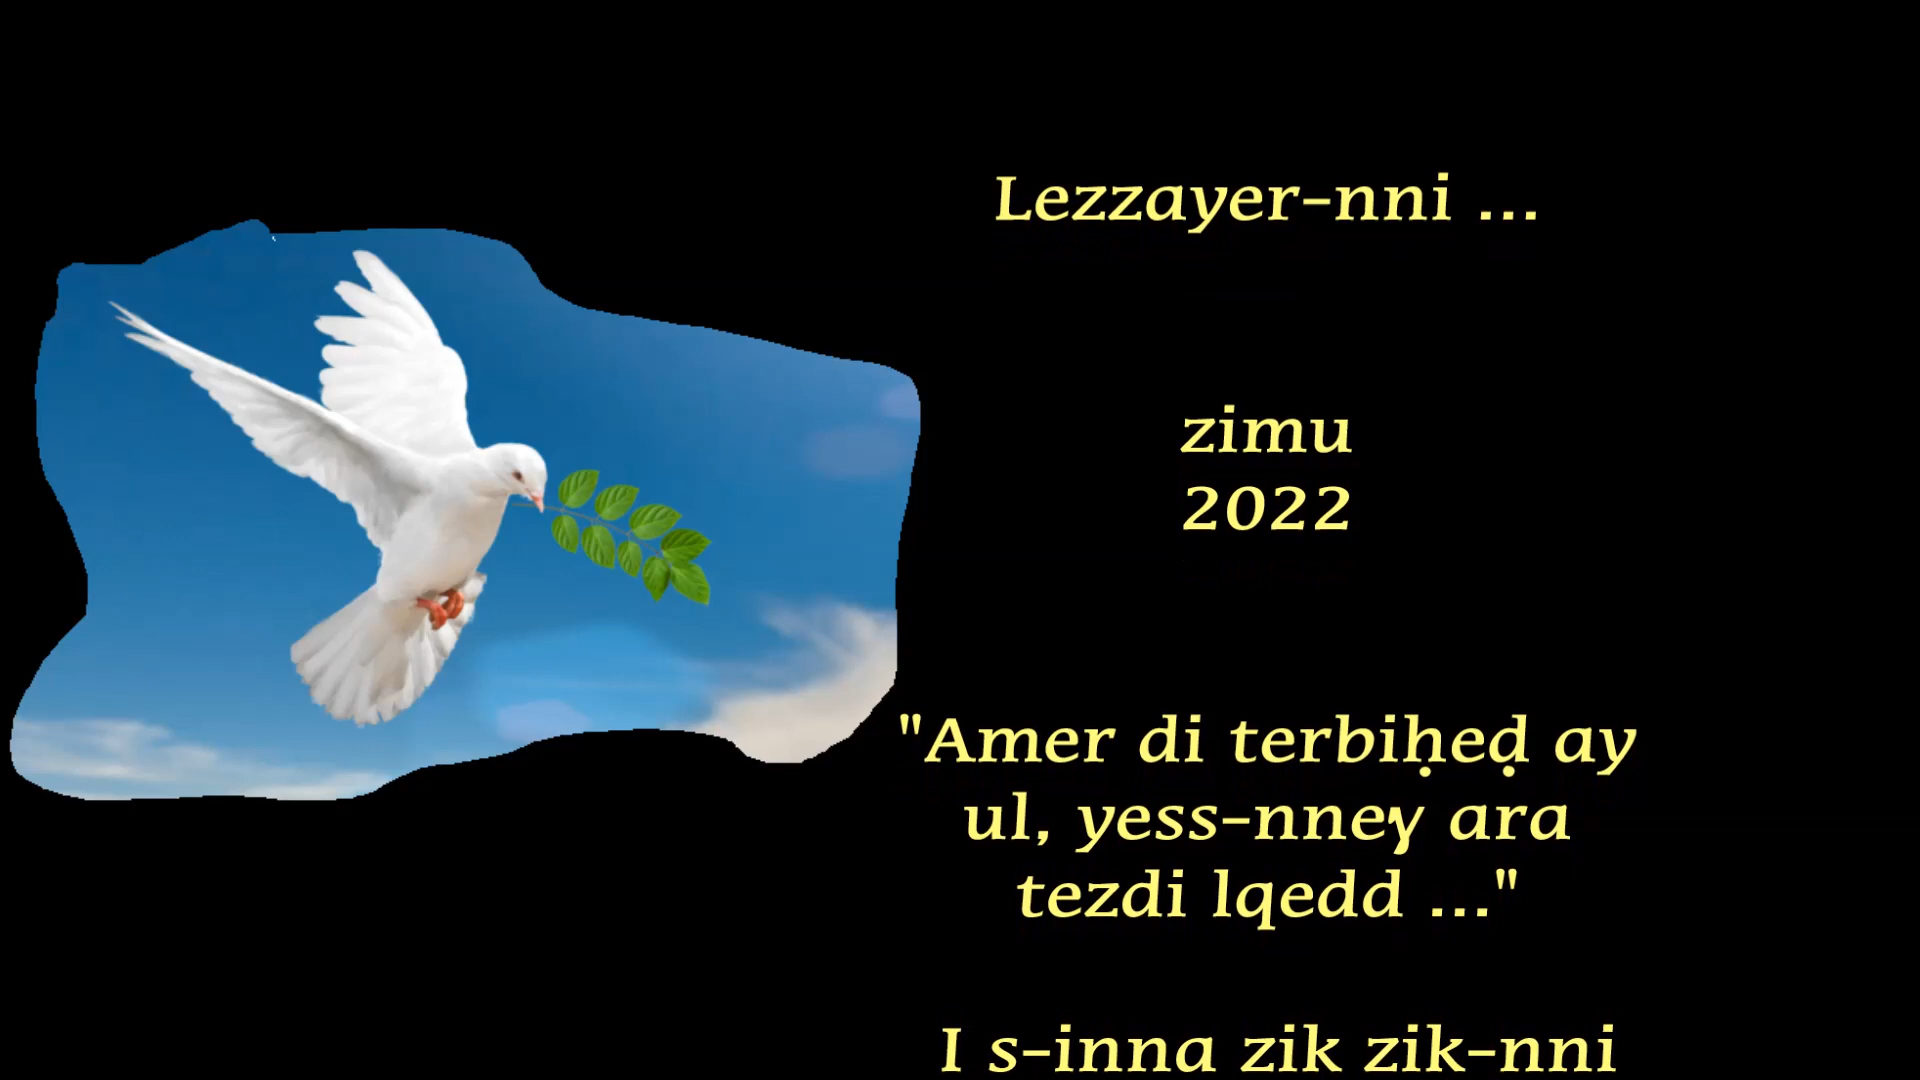 Lezzayer-nni ...
zimu
2022
"Amer di terbiḥeḍ ay
ul, yess-nneɣ ara
tezdi lqedd ..."
I s-inna zik zik-nni